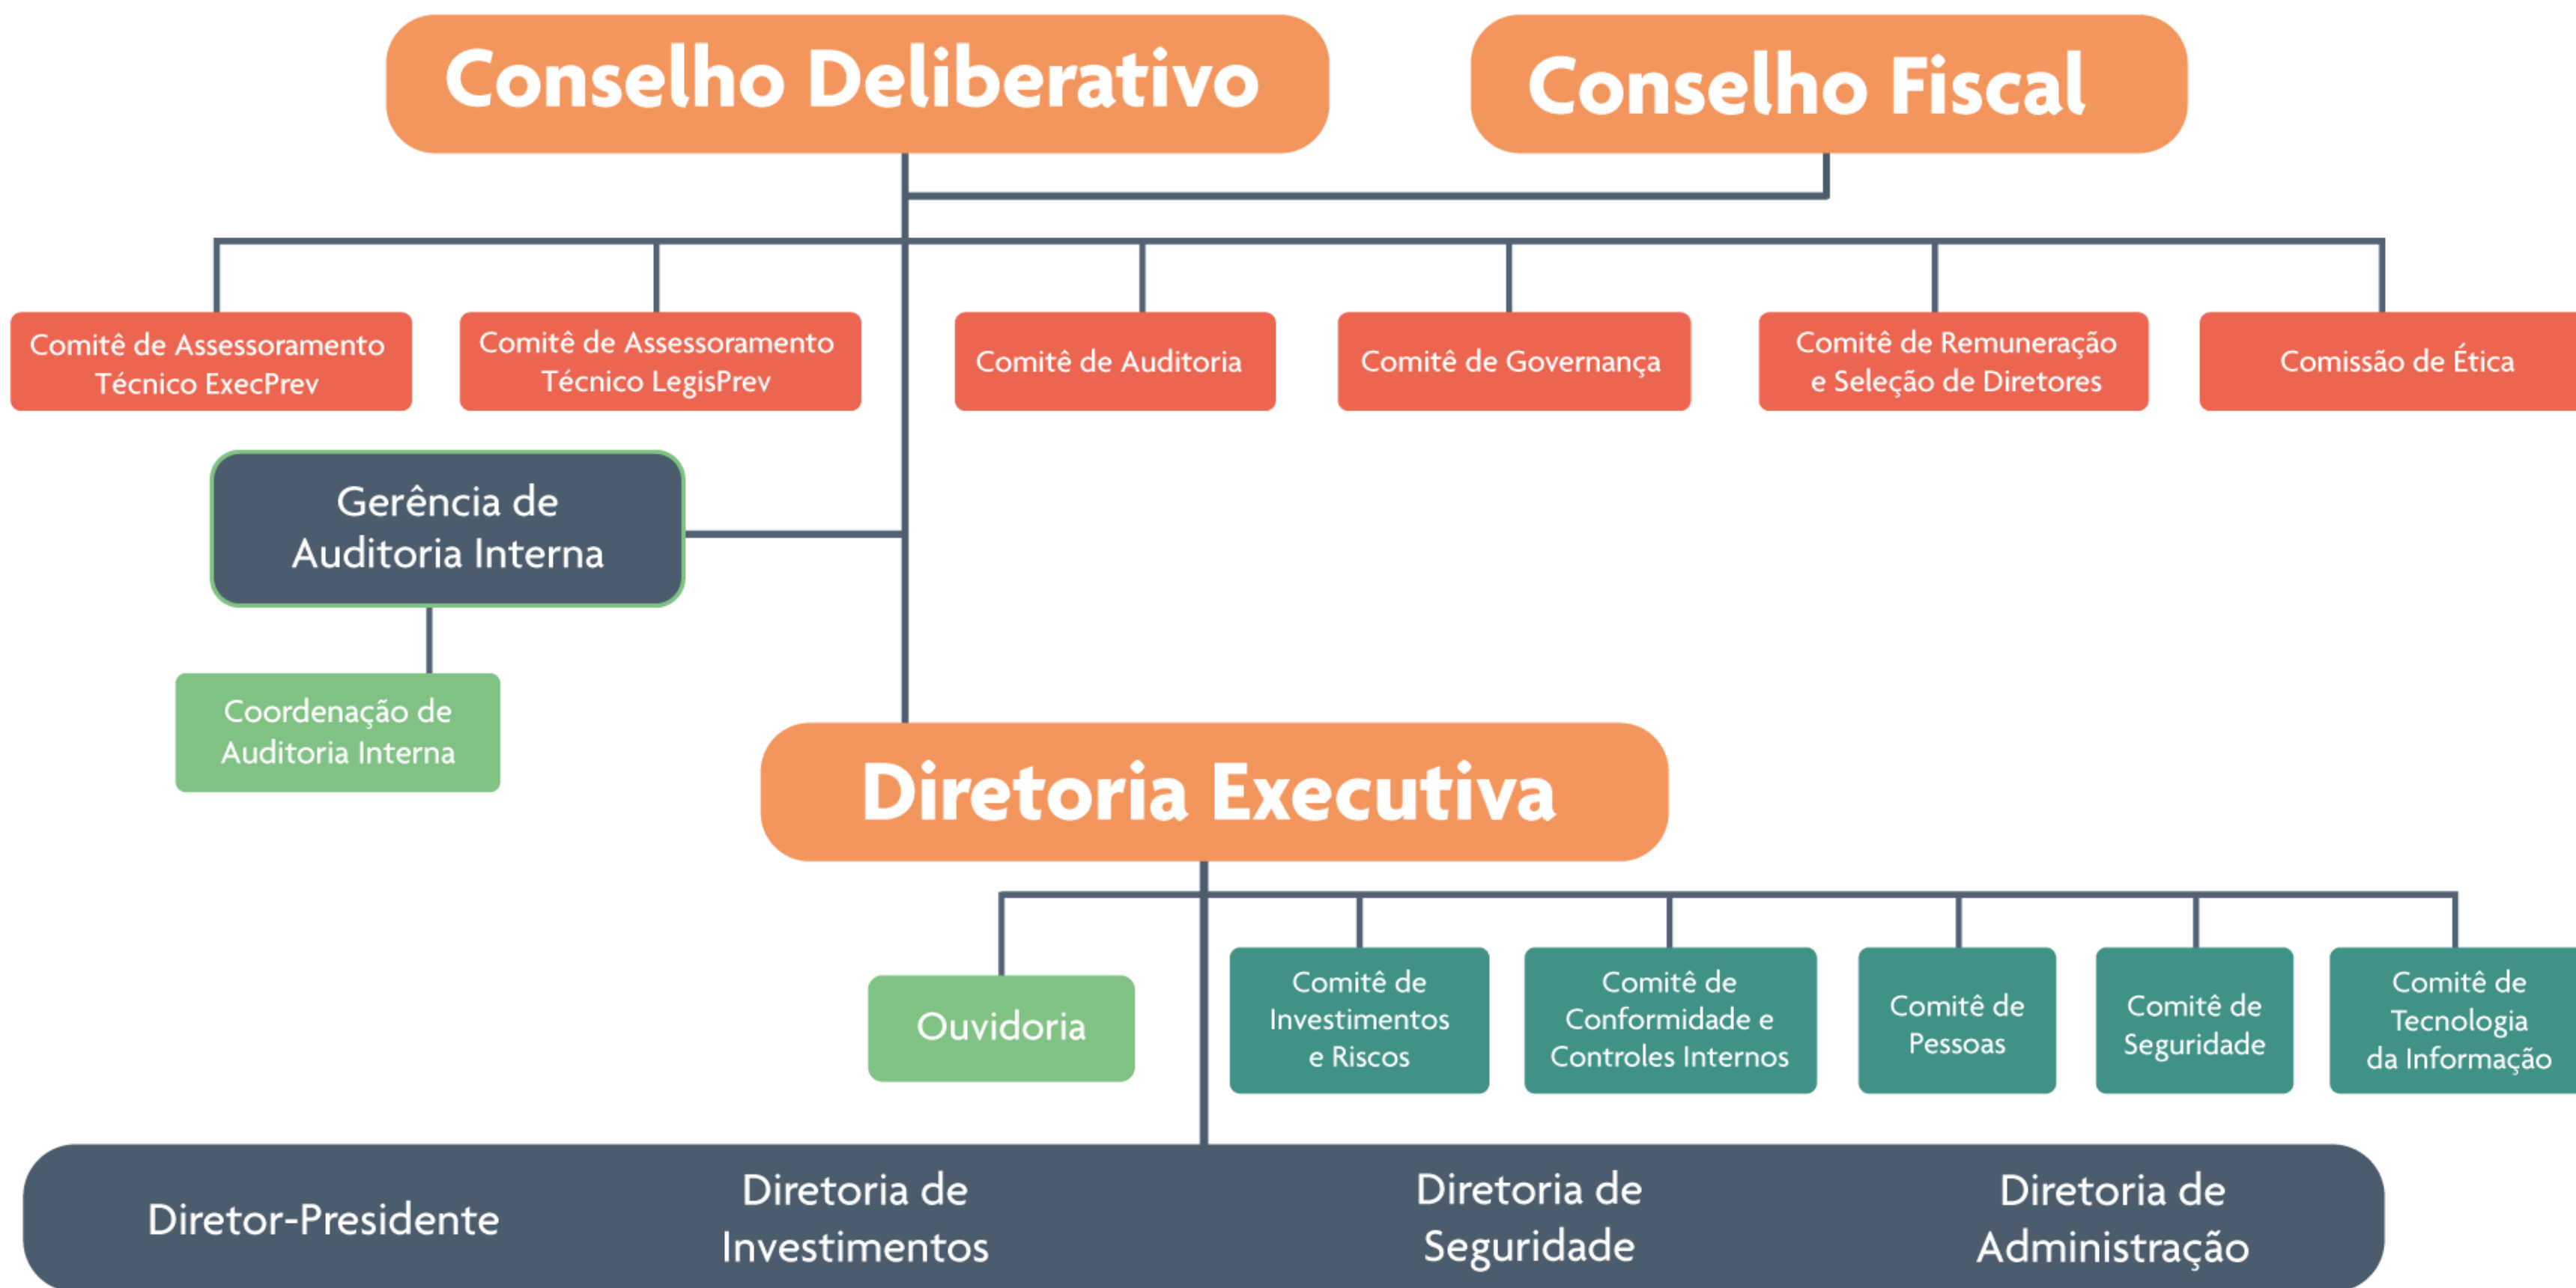 Conselho Deliberativo
Conselho Fiscal
Comitê de Assessoramento
Técnico ExecPrev
Comitê de Assessoramento
Técnico LegisPrev
Comitê de Auditoria
Comitê de Governança
Comitê de Remuneração
e Seleção de Diretores
Comissão de Ética
Gerência de
Auditoria Interna
Coordenação de
Auditoria Interna
Diretoria Executiva
Ouvidoria
Comitê de
Investimentos
e Riscos
Comitê de
Conformidade e
Controles Internos
Comitê de
Pessoas
Comitê de
Seguridade
Comitê de
Tecnologia
da Informação
Diretor-Presidente
Diretoria de
Investimentos
Diretoria de
Seguridade
Diretoria de
Administração